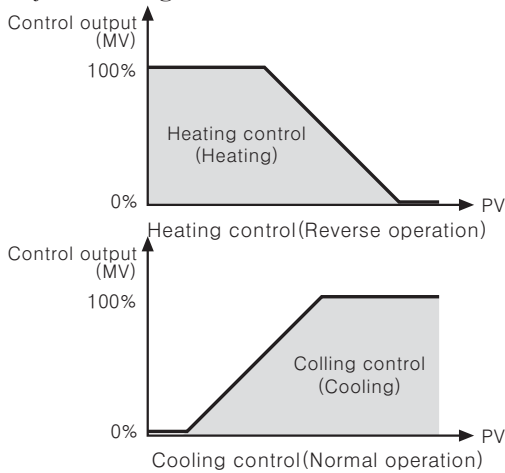 Control output
(MV)
100%
Heating control
(Heating)
0%
PV
Heating control(Reverse operation)
Control output
(MV)
100%
Colling control
(Cooling)
0%
PV
Cooling control(Normal operation)